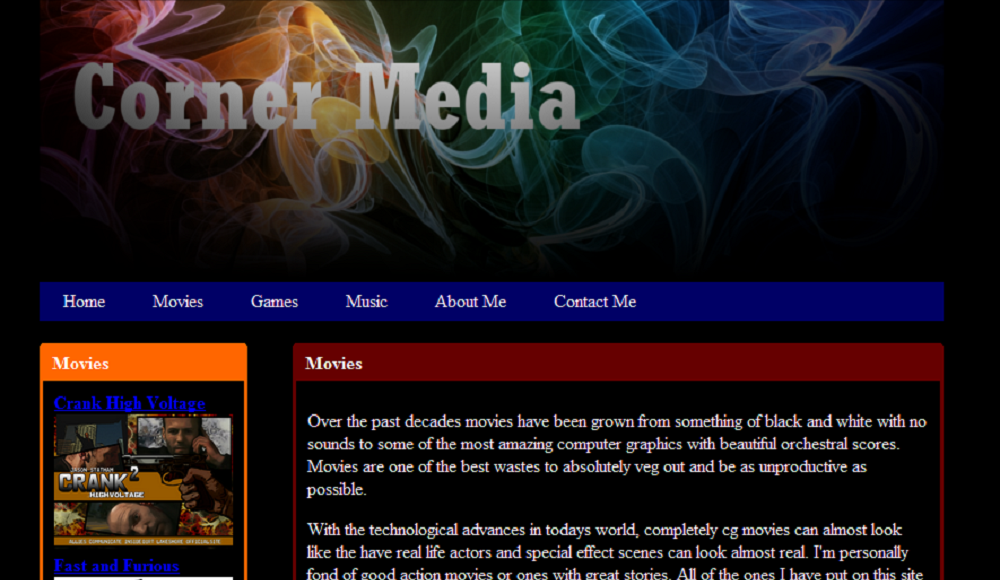 Corner Media
Home Movies Games Music About Me Contact Me
Movies
Crank High Voltage
JASON STATHAM
CRANK 2
HIGH VOLTAGE
Fast and Furious
Movies
Over the past decades movies have been grown from something of black and white with no
sounds to some of the most amazing computer graphics with beautiful orchestral scores.
Movies are one of the best wastes to absolutely veg out and be as unproductive as
possible.
With the technological advances in todays world, completely cg movies can almost look
like the have real life actors and special effect scenes can look almost real. I'm personally
fond of good action movies or ones with great stories. All of the ones I have put on this site